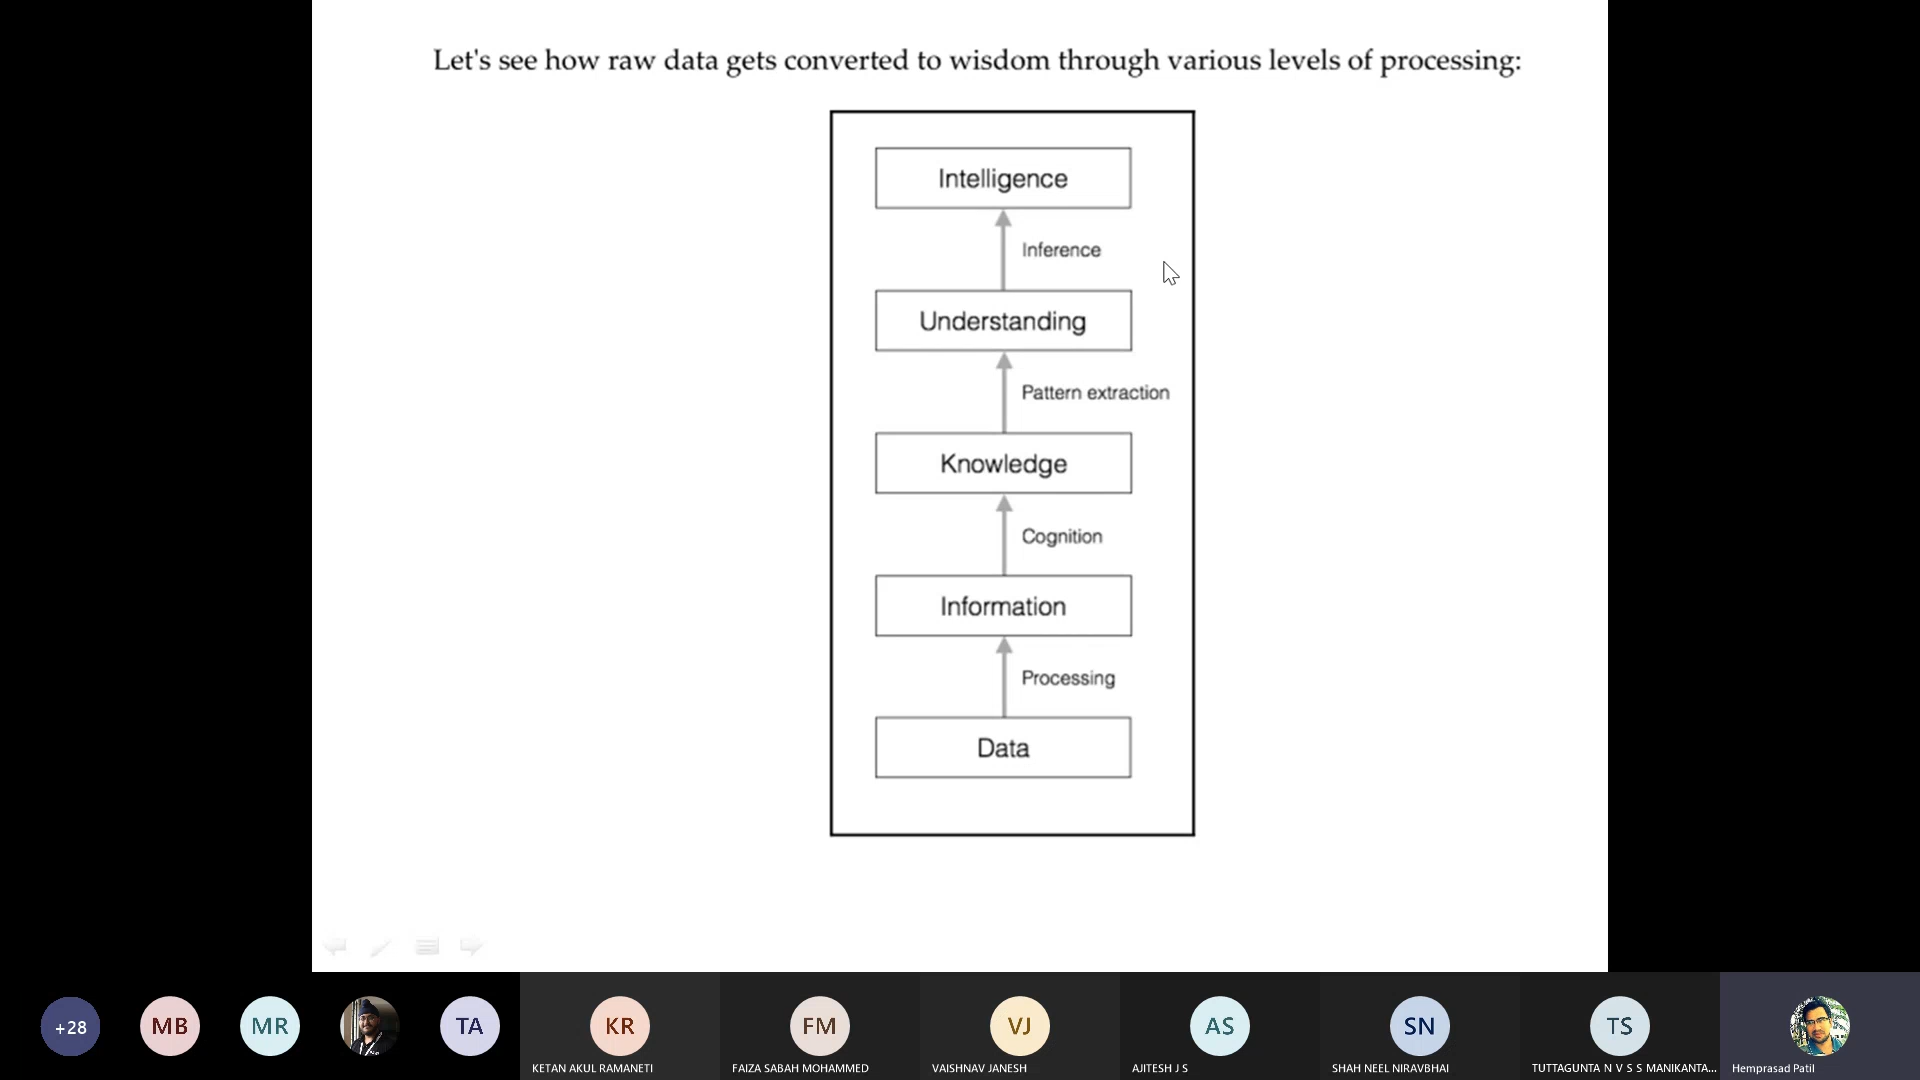 Let's see how raw data gets converted to wisdom through various levels of processing:
Intelligence
Inference
Understanding
Pattern extraction
Knowledge
Cognition
Information
Processing
Data
+28
MB
MR
TA
KR
FM
VJ
AS
SN
TS
KETAN AKUL RAMANETI
FAIZA SABAH MOHAMMED
VAISHNAV JANESH
AJITESH J S
SHAH NEEL NIRAVBHAI
TUTTAGUNTA N V S S MANIKANTA...
Hemprasad Patil